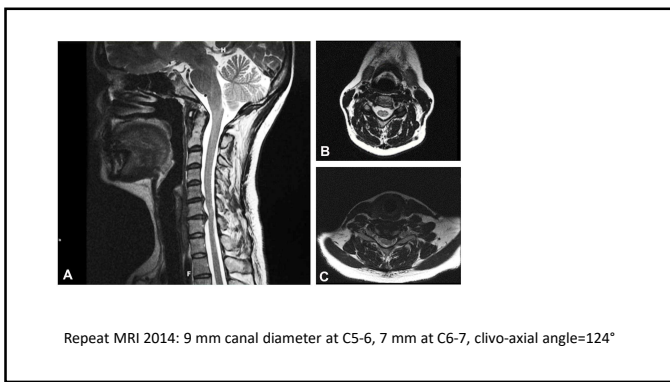 H
A
F
B
C
Repeat MRI 2014: 9 mm canal diameter at C5-6, 7 mm at C6-7, clivo-axial angle=124°